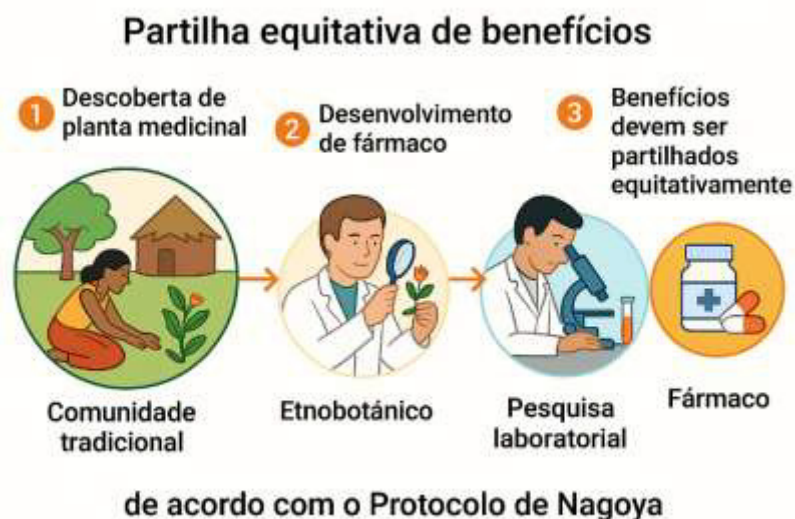 Partilha equitativa de benefícios
1 Descoberta de
planta medicinal
2 Desenvolvimento
de fármaco
3 Benefícios
devem ser
partilhados
equitativamente
Comunidade
tradicional
Etnobotánico
Pesquisa
laboratorial
Fármaco
de acordo com o Protocolo de Nagoya